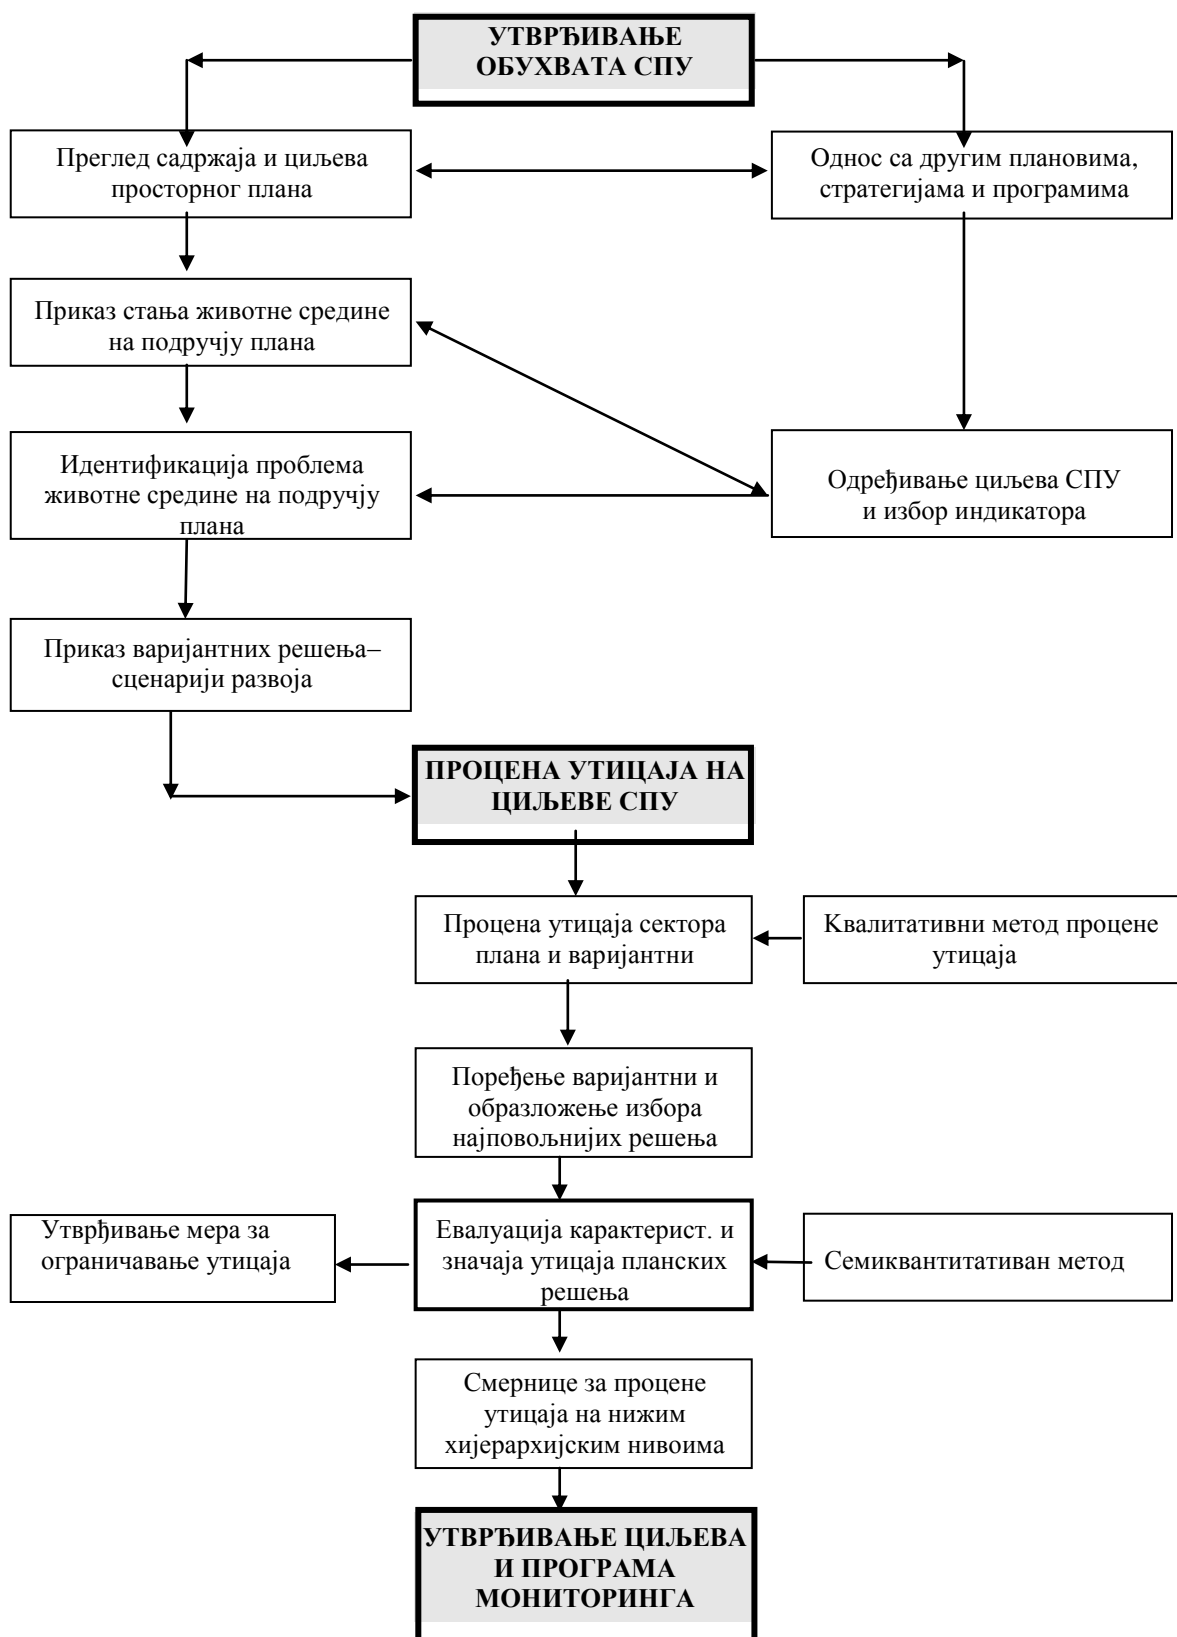 УТВРЂИВАЊЕ
ОБУХВАТА СПУ
Преглед садржаја и циљева
просторног плана
Однос са другим плановима,
стратегијама и програмима
Приказ стања животне средине
на подручју плана
Идентификација проблема
животне средине на подручју
плана
Одређивање циљева СПУ
и избор индикатора
Приказ варијантних решења–
сценарији развоја
ПРОЦЕНА УТИЦАЈА НА
ЦИЉЕВЕ СПУ
Процена утицаја сектора
плана и варијантни
Квалитативни метод процене
утицаја
Поређење варијантни и
образложење избора
најповољнијих решења
Утврђивање мера за
ограничавање утицаја
Евалуација карактерист. и
значаја утицаја планских
решења
Семиквантитативан метод
Смернице за процене
утицаја на нижим
хијерархијским нивоима
УТВРЂИВАЊЕ ЦИЉЕВА
И ПРОГРАМА
МОНИТОРИНГА